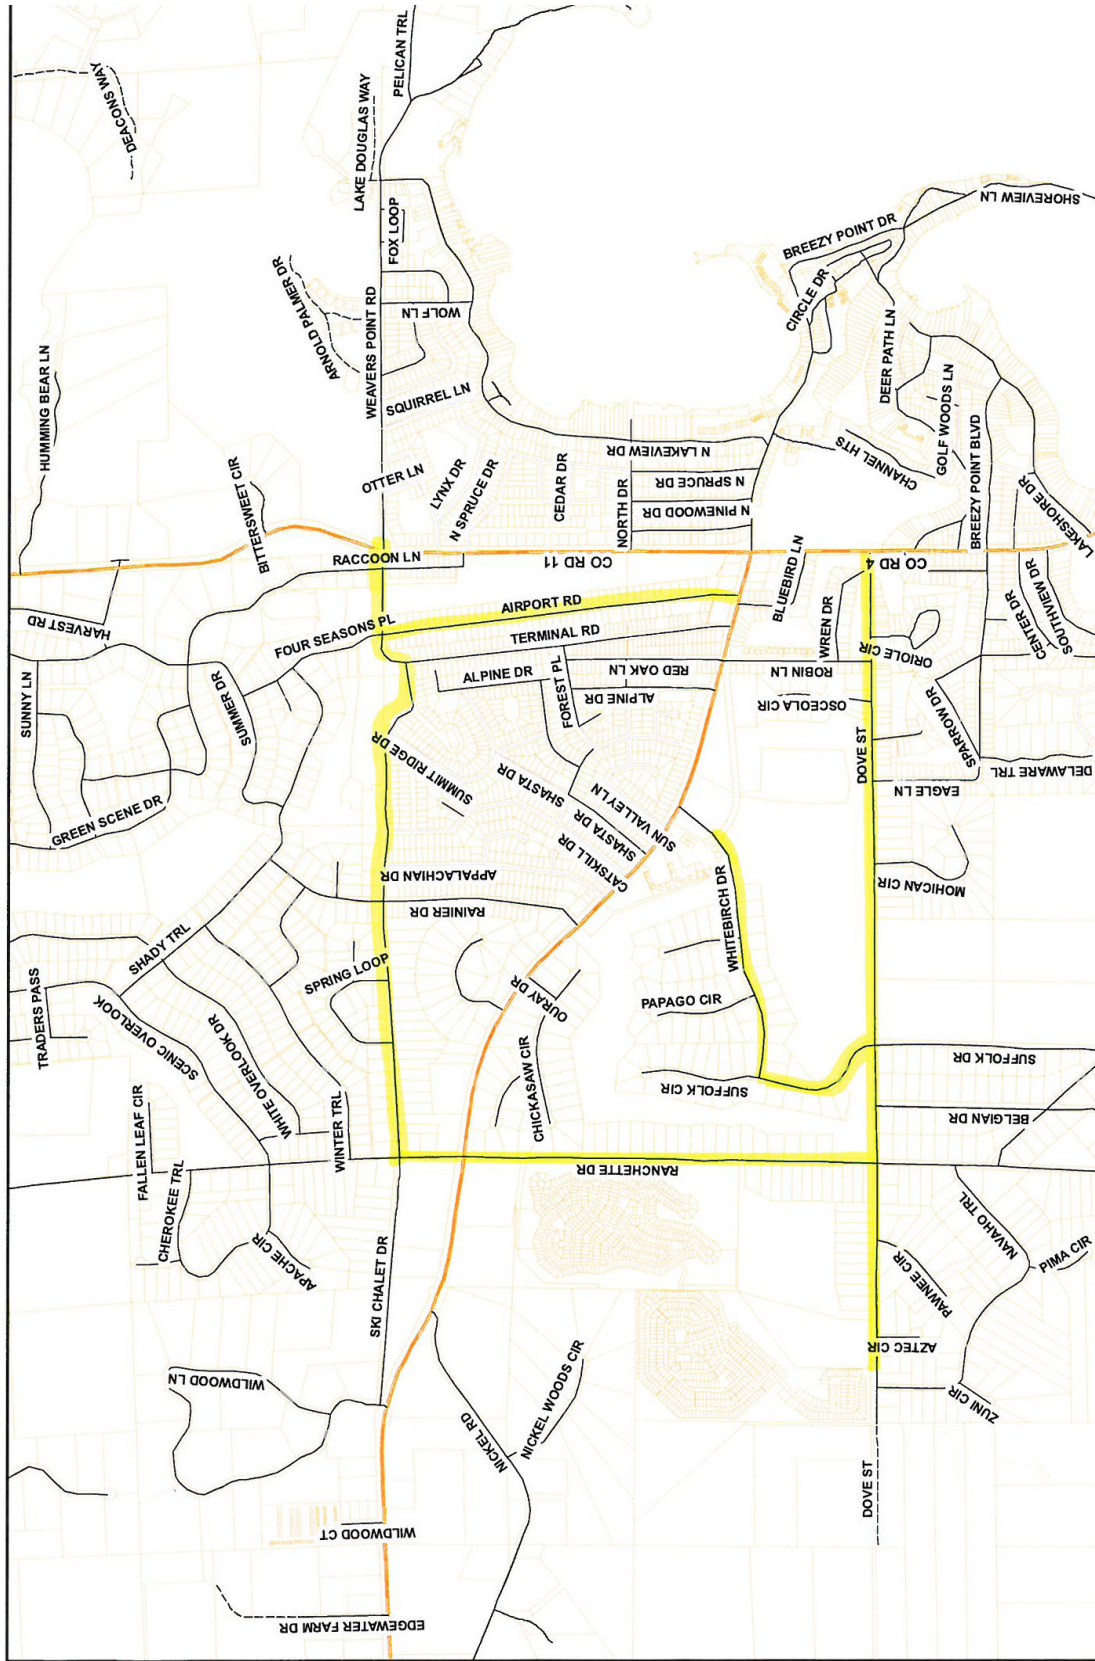 DEACONS WAY
PELICAN TRL
LAKE DOUGLAS WAY
FOX LOOP
BREEZY POINT DR
SHOREVIEW LN
ARNOLD PALMER DR
WEAVERS POINT RD
WOLF LN
CIRCLE DR
HUMMING BEAR LN
SQUIRREL LN
DEER PATH LN
GOLF WOODS LN
BITTERSWEET CIR
OTTER LN
LYNX DR
N SPRUCE DR
CEDAR DR
N LAKEVIEW DR
N SPRUCE DR
NORTH DR
N PINEWOOD DR
CHANNEL HTS
BREEZY POINT BLVD
LAKESHORE DR
RACCOON LN
CO RD 11
BLUEBIRD LN
CO RD 4
HARVEST RD
FOUR SEASONS PL
AIRPORT RD
TERMINAL RD
WREN DR
CENTER DR
SOUTHVIEW DR
SUNNY LN
SUMMER DR
ALPINE DR
FOREST PL
RED OAK LN
ALPINE DR
ROBIN LN
ORIOLE CIR
OSCEOLA CIR
SPARROW DR
GREEN SCENE DR
SUMMIT RIDGE DR
SHASTA DR
SHASTA DR
SUN VALLEY LN
CATSKILL DR
DOVE ST
EAGLE LN
DELAWARE TRL
APPALACHIAN DR
RAINIER DR
WHITEBIRCH DR
MOHICAN CIR
TRADERS PASS
SHADY TRL
SCENIC OVERLOOK
SPRING LOOP
WHITE OVERLOOK DR
OURAY DR
PAPAGO CIR
CHICKASAW CIR
SUFFOLK CIR
SUFFOLK DR
BELGIAN DR
FALLEN LEAF CIR
CHEROKEE TRL
WINTER TRL
RANCHETTE DR
APACHE CIR
SKI CHALET DR
NAVAHO TRL
PIMA CIR
PAWNEE CIR
AZTEC CIR
ZUNI CIR
WILDWOOD LN
NICKEL RD
NICKEL WOODS CIR
DOVE ST
WILDWOOD CT
EDGEWATER FARM DR